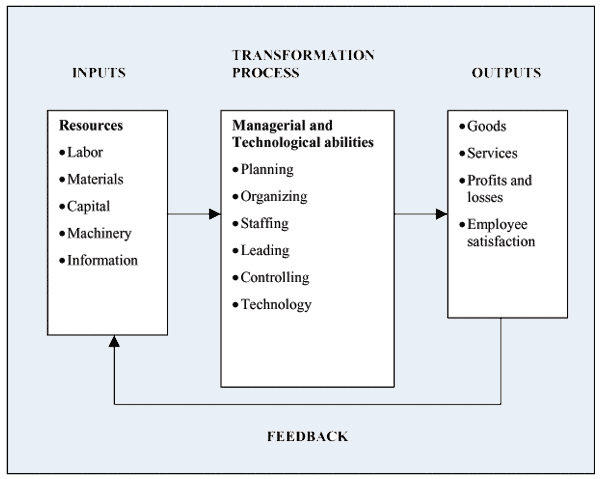 INPUTS
TRANSFORMATION
PROCESS
OUTPUTS
Resources
•Labor
•Materials
•Capital
•Machinery
•Information
Managerial and
Technological abilities
•Planning
•Organizing
•Staffing
•Leading
•Controlling
•Technology
•Goods
•Services
•Profits and
losses
•Employee
satisfaction
FEEDBACK